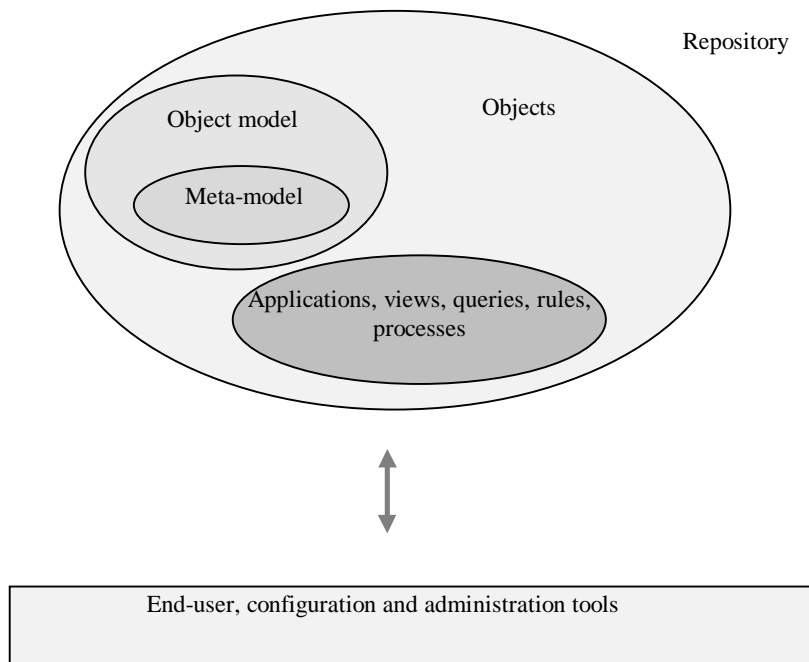 Repository
Objects
Object model
Meta-model
Applications, views, queries, rules,
processes
End-user, configuration and administration tools